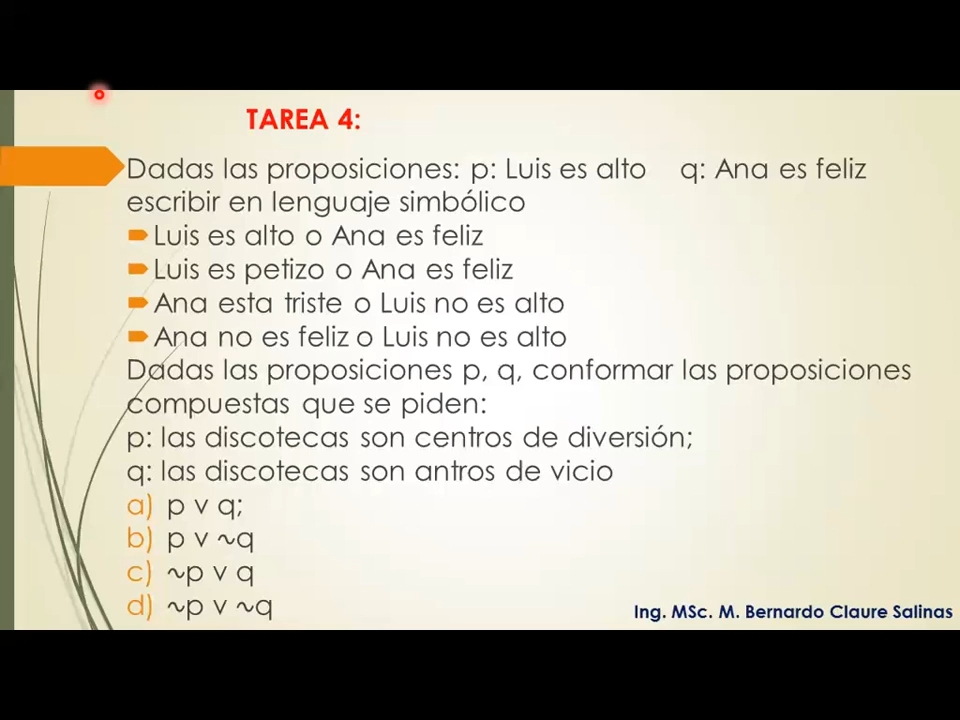 TAREA 4:
Dadas las proposiciones: p: Luis es alto q: Ana es feliz
escribir en lenguaje simbólico
Luis es alto o Ana es feliz
Luis es petizo o Ana es feliz
Ana esta triste o Luis no es alto
Ana no es feliz o Luis no es alto
Dadas las proposiciones p, q, conformar las proposiciones
compuestas que se piden:
p: las discotecas son centros de diversión;
q: las discotecas son antros de vicio
a) p v q;
b) p v ~q
c) ~p v q
d) ~p v ~q
Ing. MSc. M. Bernardo Claure Salinas